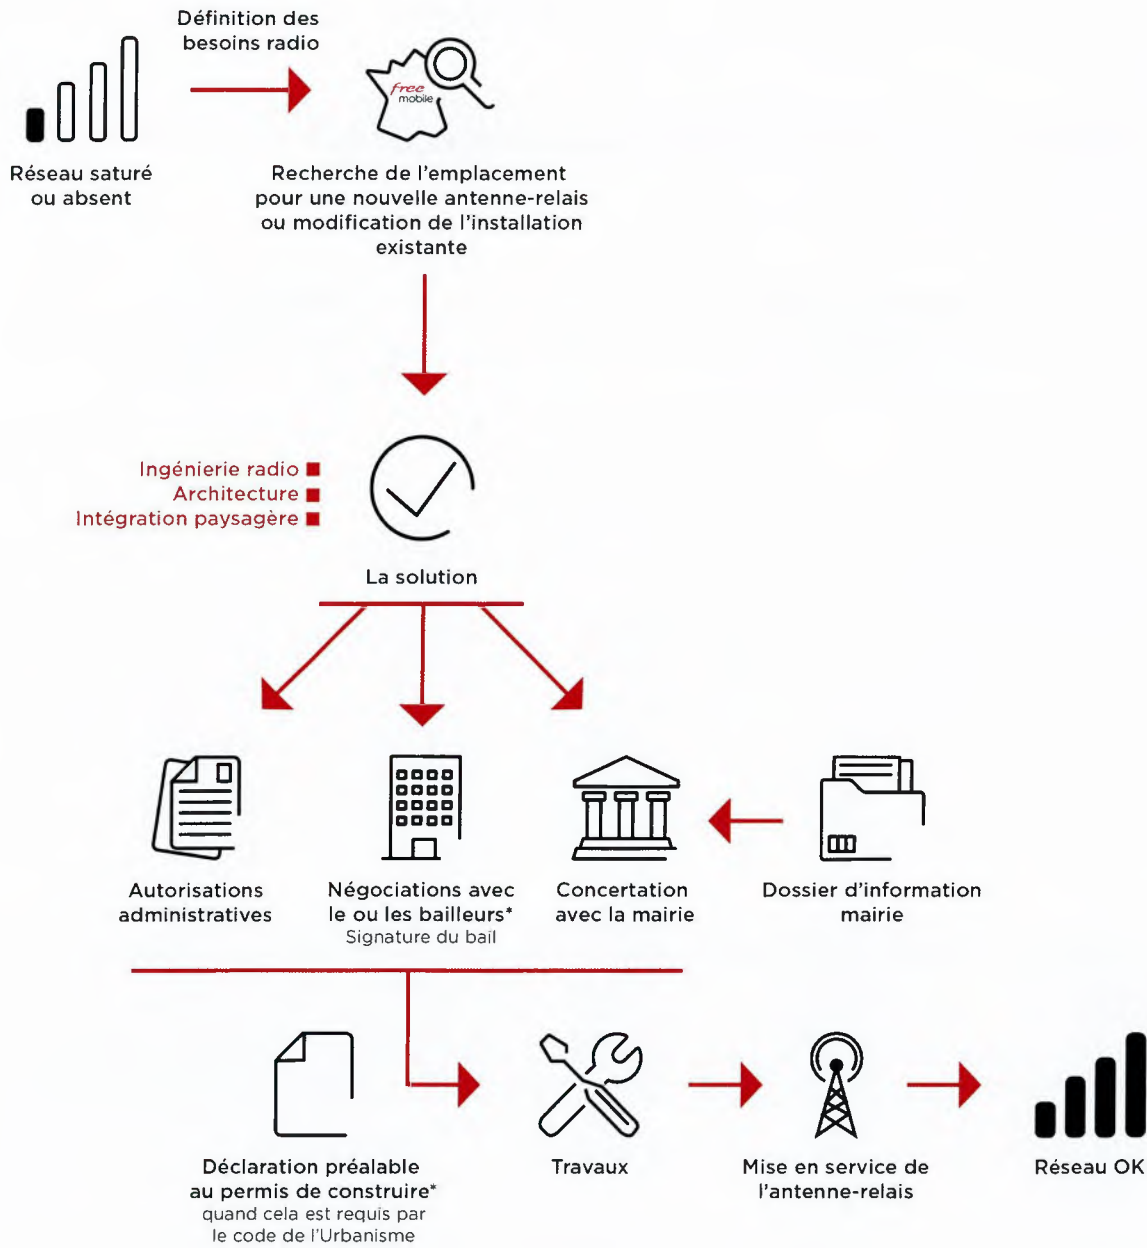 Définition des
besoins radio
free
mobile
Réseau saturé
ou absent
Recherche de l'emplacement
pour une nouvelle antenne-relais
ou modification de l'installation
existante
Ingénierie radio
Architecture
Intégration paysagère
La solution
Autorisations
administratives
Négociations avec
le ou les bailleurs*
Signature du bail
Concertation
avec la mairie
Dossier d'information
mairie
Déclaration préalable
au permis de construire*
quand cela est requis par
le code de l'Urbanisme
Travaux
Mise en service de
l'antenne-relais
Réseau OK